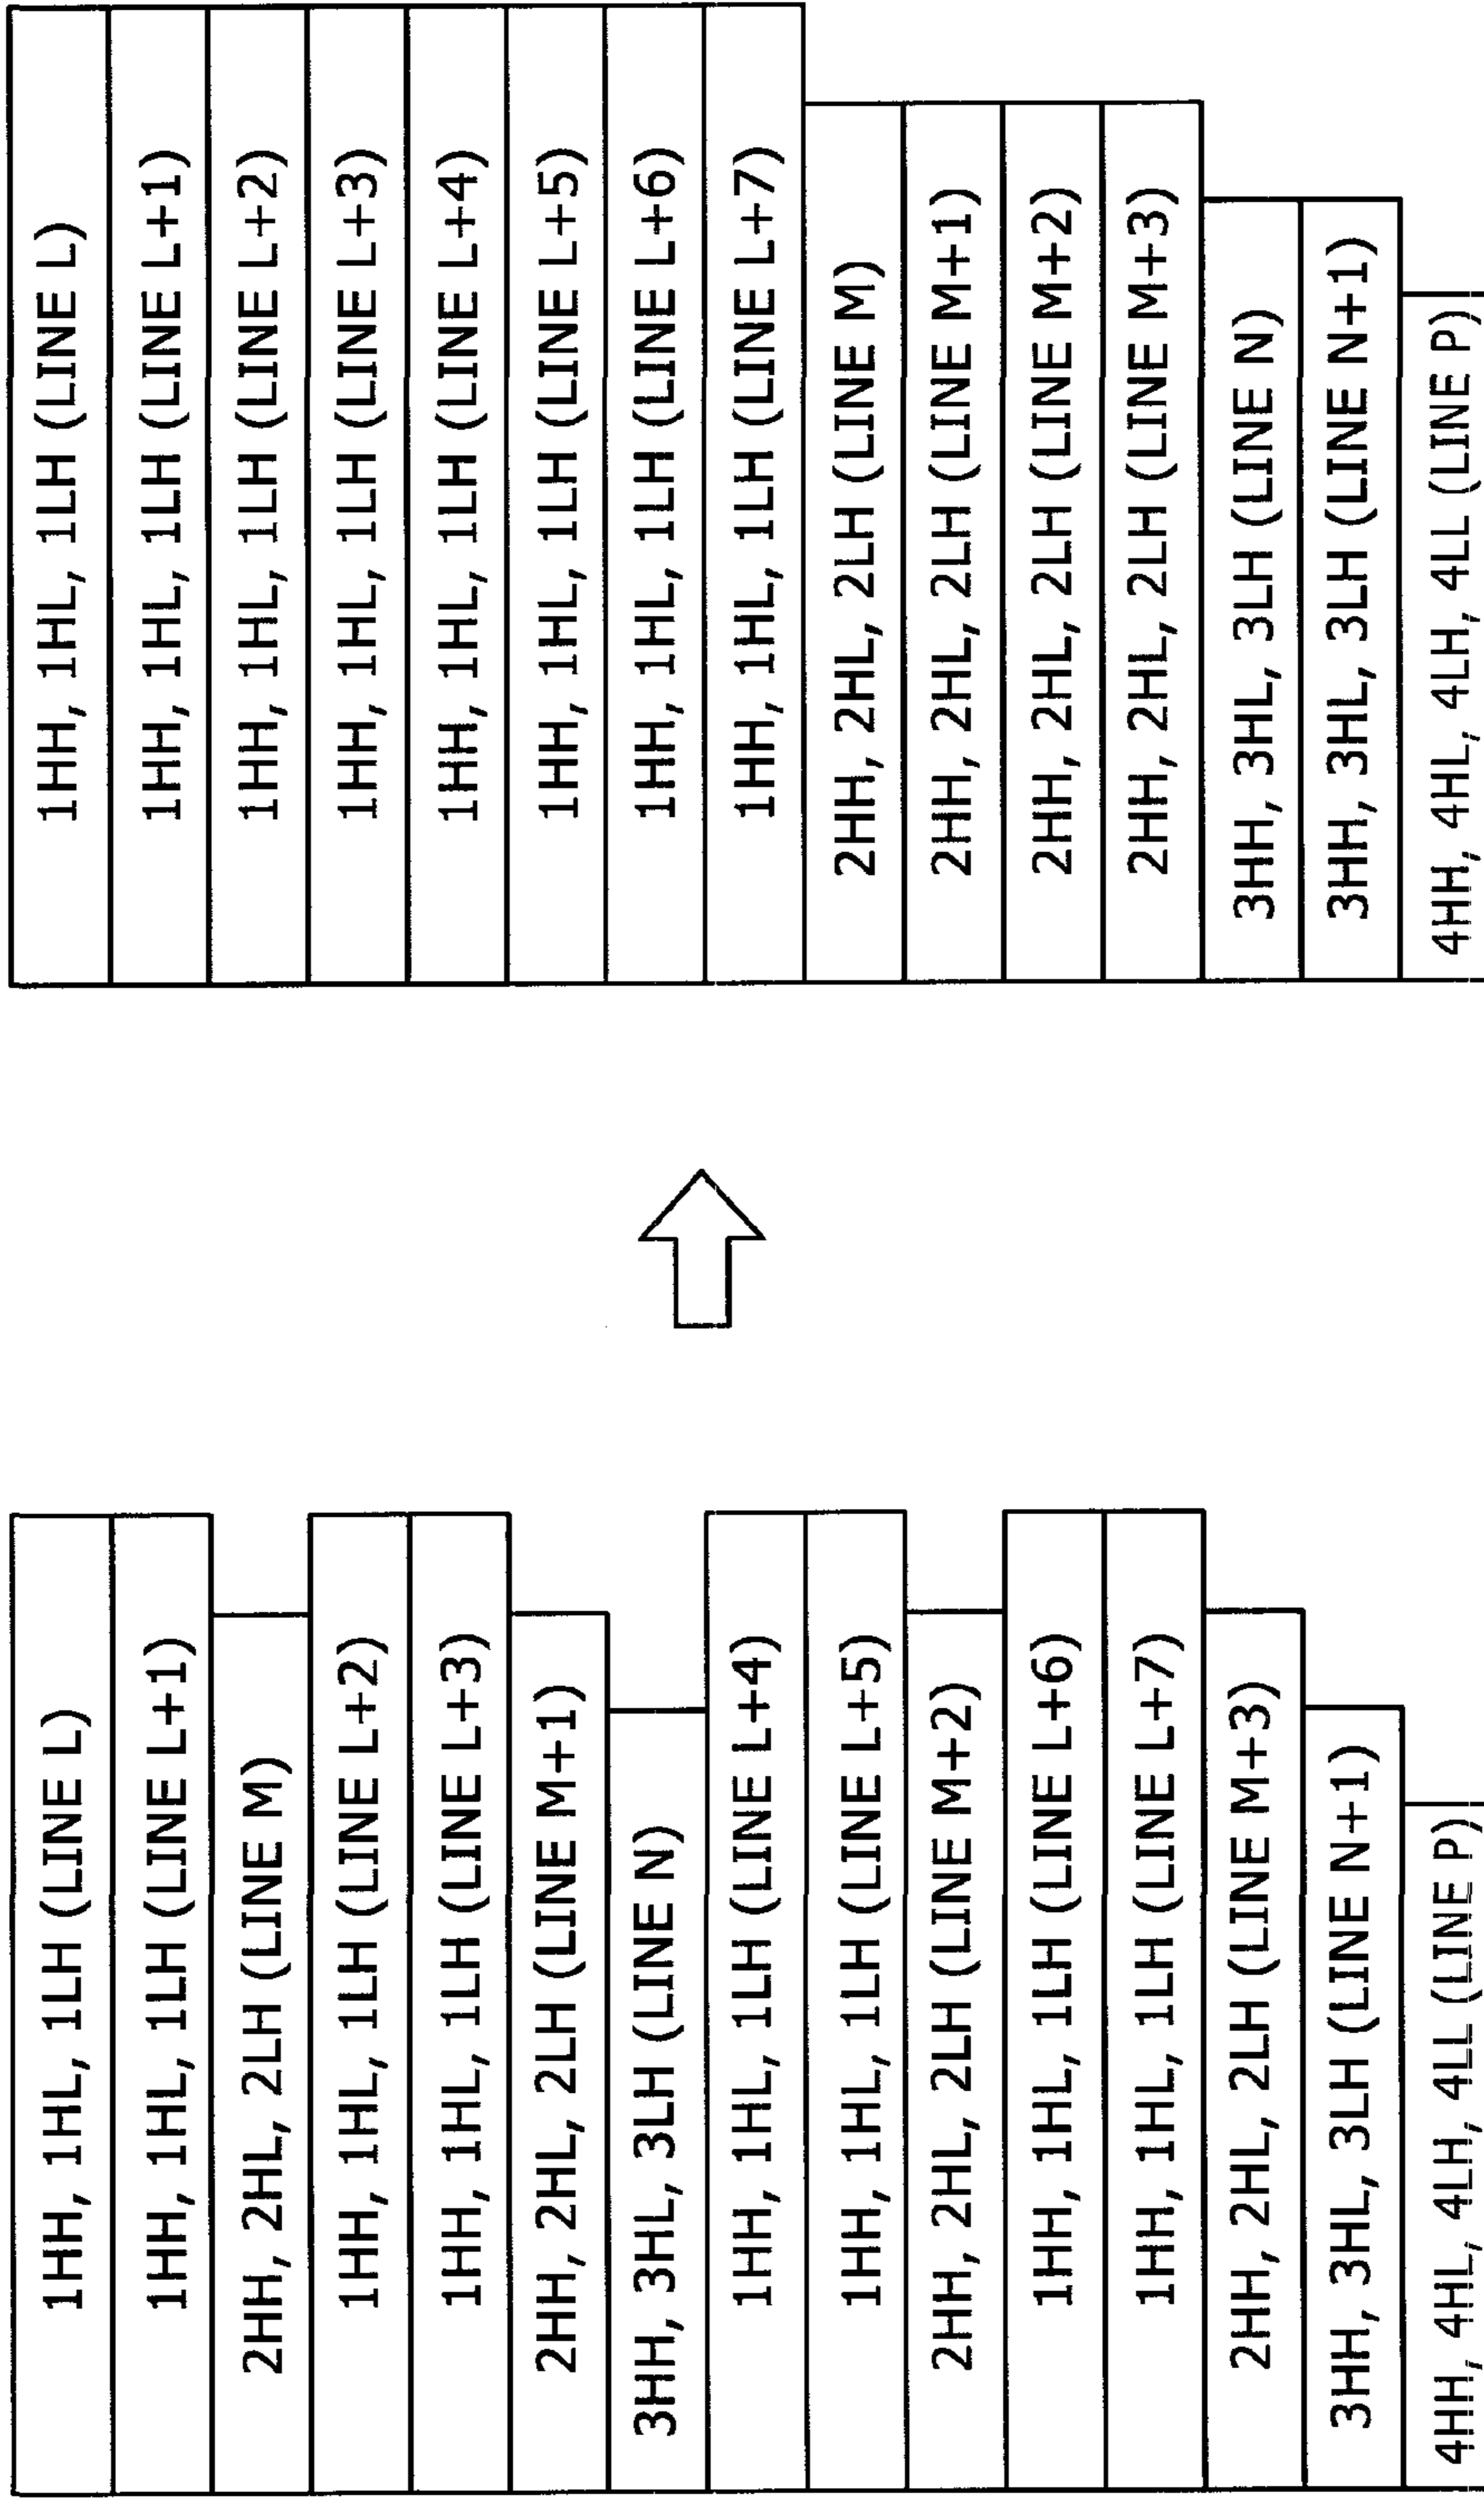 1HH, 1HL, 1LH (LINE L)
1HH, 1HL, 1LH (LINE L+1)
2HH, 2HL, 2LH (LINE M)
1HH, 1HL, 1LH (LINE L+2)
1HH, 1HL, 1LH (LINE L+3)
2HH, 2HL, 2LH (LINE M+1)
3HH, 3HL, 3LH (LINE N)
1HH, 1HL, 1LH (LINE L+4)
1HH, 1HL, 1LH (LINE L+5)
2HH, 2HL, 2LH (LINE M+2)
1HH, 1HL, 1LH (LINE L+6)
1HH, 1HL, 1LH (LINE L+7)
2HH, 2HL, 2LH (LINE M+3)
3HH, 3HL, 3LH (LINE N+1)
4HH, 4HL, 4LH, 4LL (LINE P)
1HH, 1HL, 1LH (LINE L)
1HH, 1HL, 1LH (LINE L+1)
1HH, 1HL, 1LH (LINE L+2)
1HH, 1HL, 1LH (LINE L+3)
1HH, 1HL, 1LH (LINE L+4)
1HH, 1HL, 1LH (LINE L+5)
1HH, 1HL, 1LH (LINE L+6)
1HH, 1HL, 1LH (LINE L+7)
2HH, 2HL, 2LH (LINE M)
2HH, 2HL, 2LH (LINE M+1)
2HH, 2HL, 2LH (LINE M+2)
2HH, 2HL, 2LH (LINE M+3)
3HH, 3HL, 3LH (LINE N)
3HH, 3HL, 3LH (LINE N+1)
4HH, 4HL, 4LH, 4LL (LINE P)